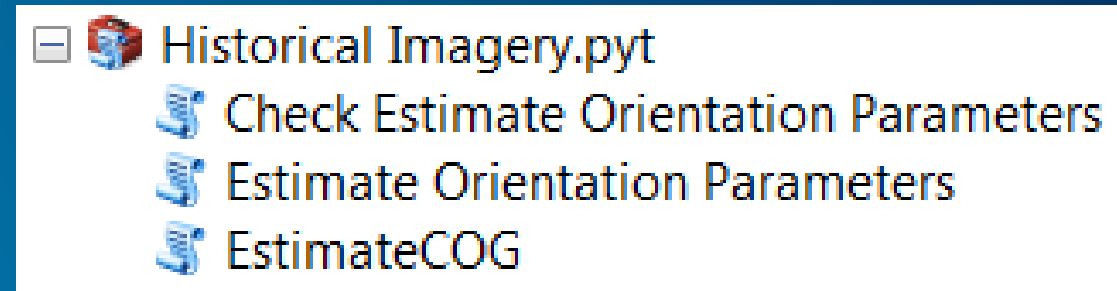 Historical Imagery.pyt
Check Estimate Orientation Parameters
Estimate Orientation Parameters
EstimateCOG